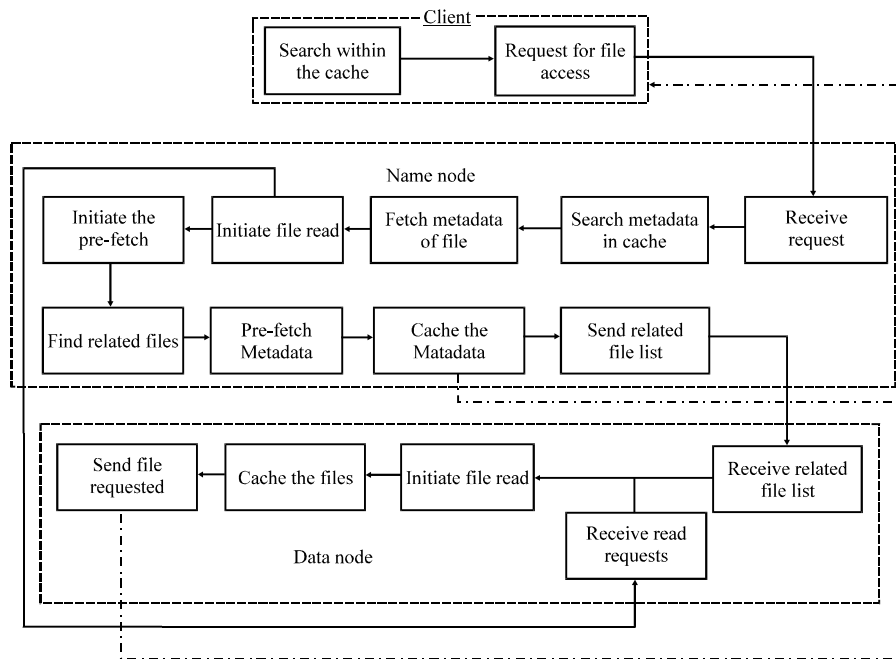 Client
Search within
the cache
Request for file
access
Name node
Initiate the
pre-fetch
Initiate file read
Fetch metadata
of file
Search metadata
in cache
Receive
request
Find related files
Pre-fetch
Metadata
Cache the
Matadata
Send related
file list
Send file
requested
Cache the files
Initiate file read
Receive related
file list
Receive read
requests
Data node